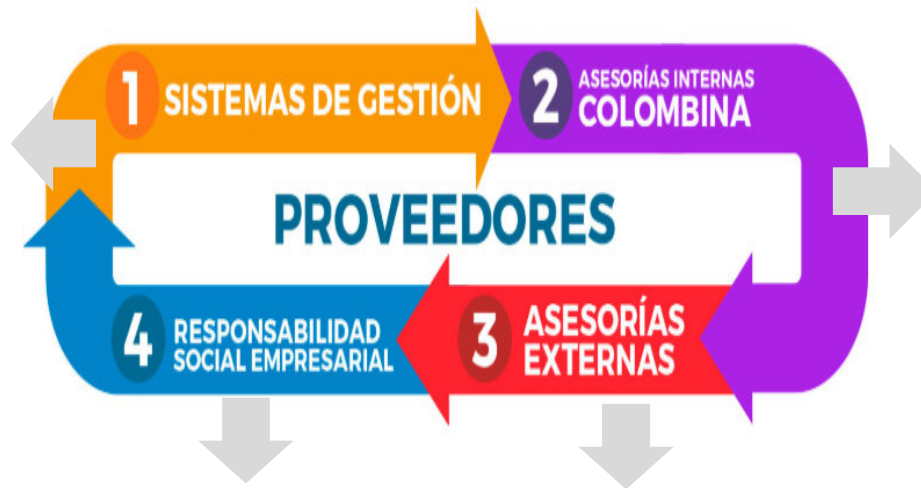 1 SISTEMAS DE GESTIÓN
2 ASESORÍAS INTERNAS
COLOMBINA
PROVEEDORES
4 RESPONSABILIDAD
SOCIAL EMPRESARIAL
3 ASESORÍAS
EXTERNAS